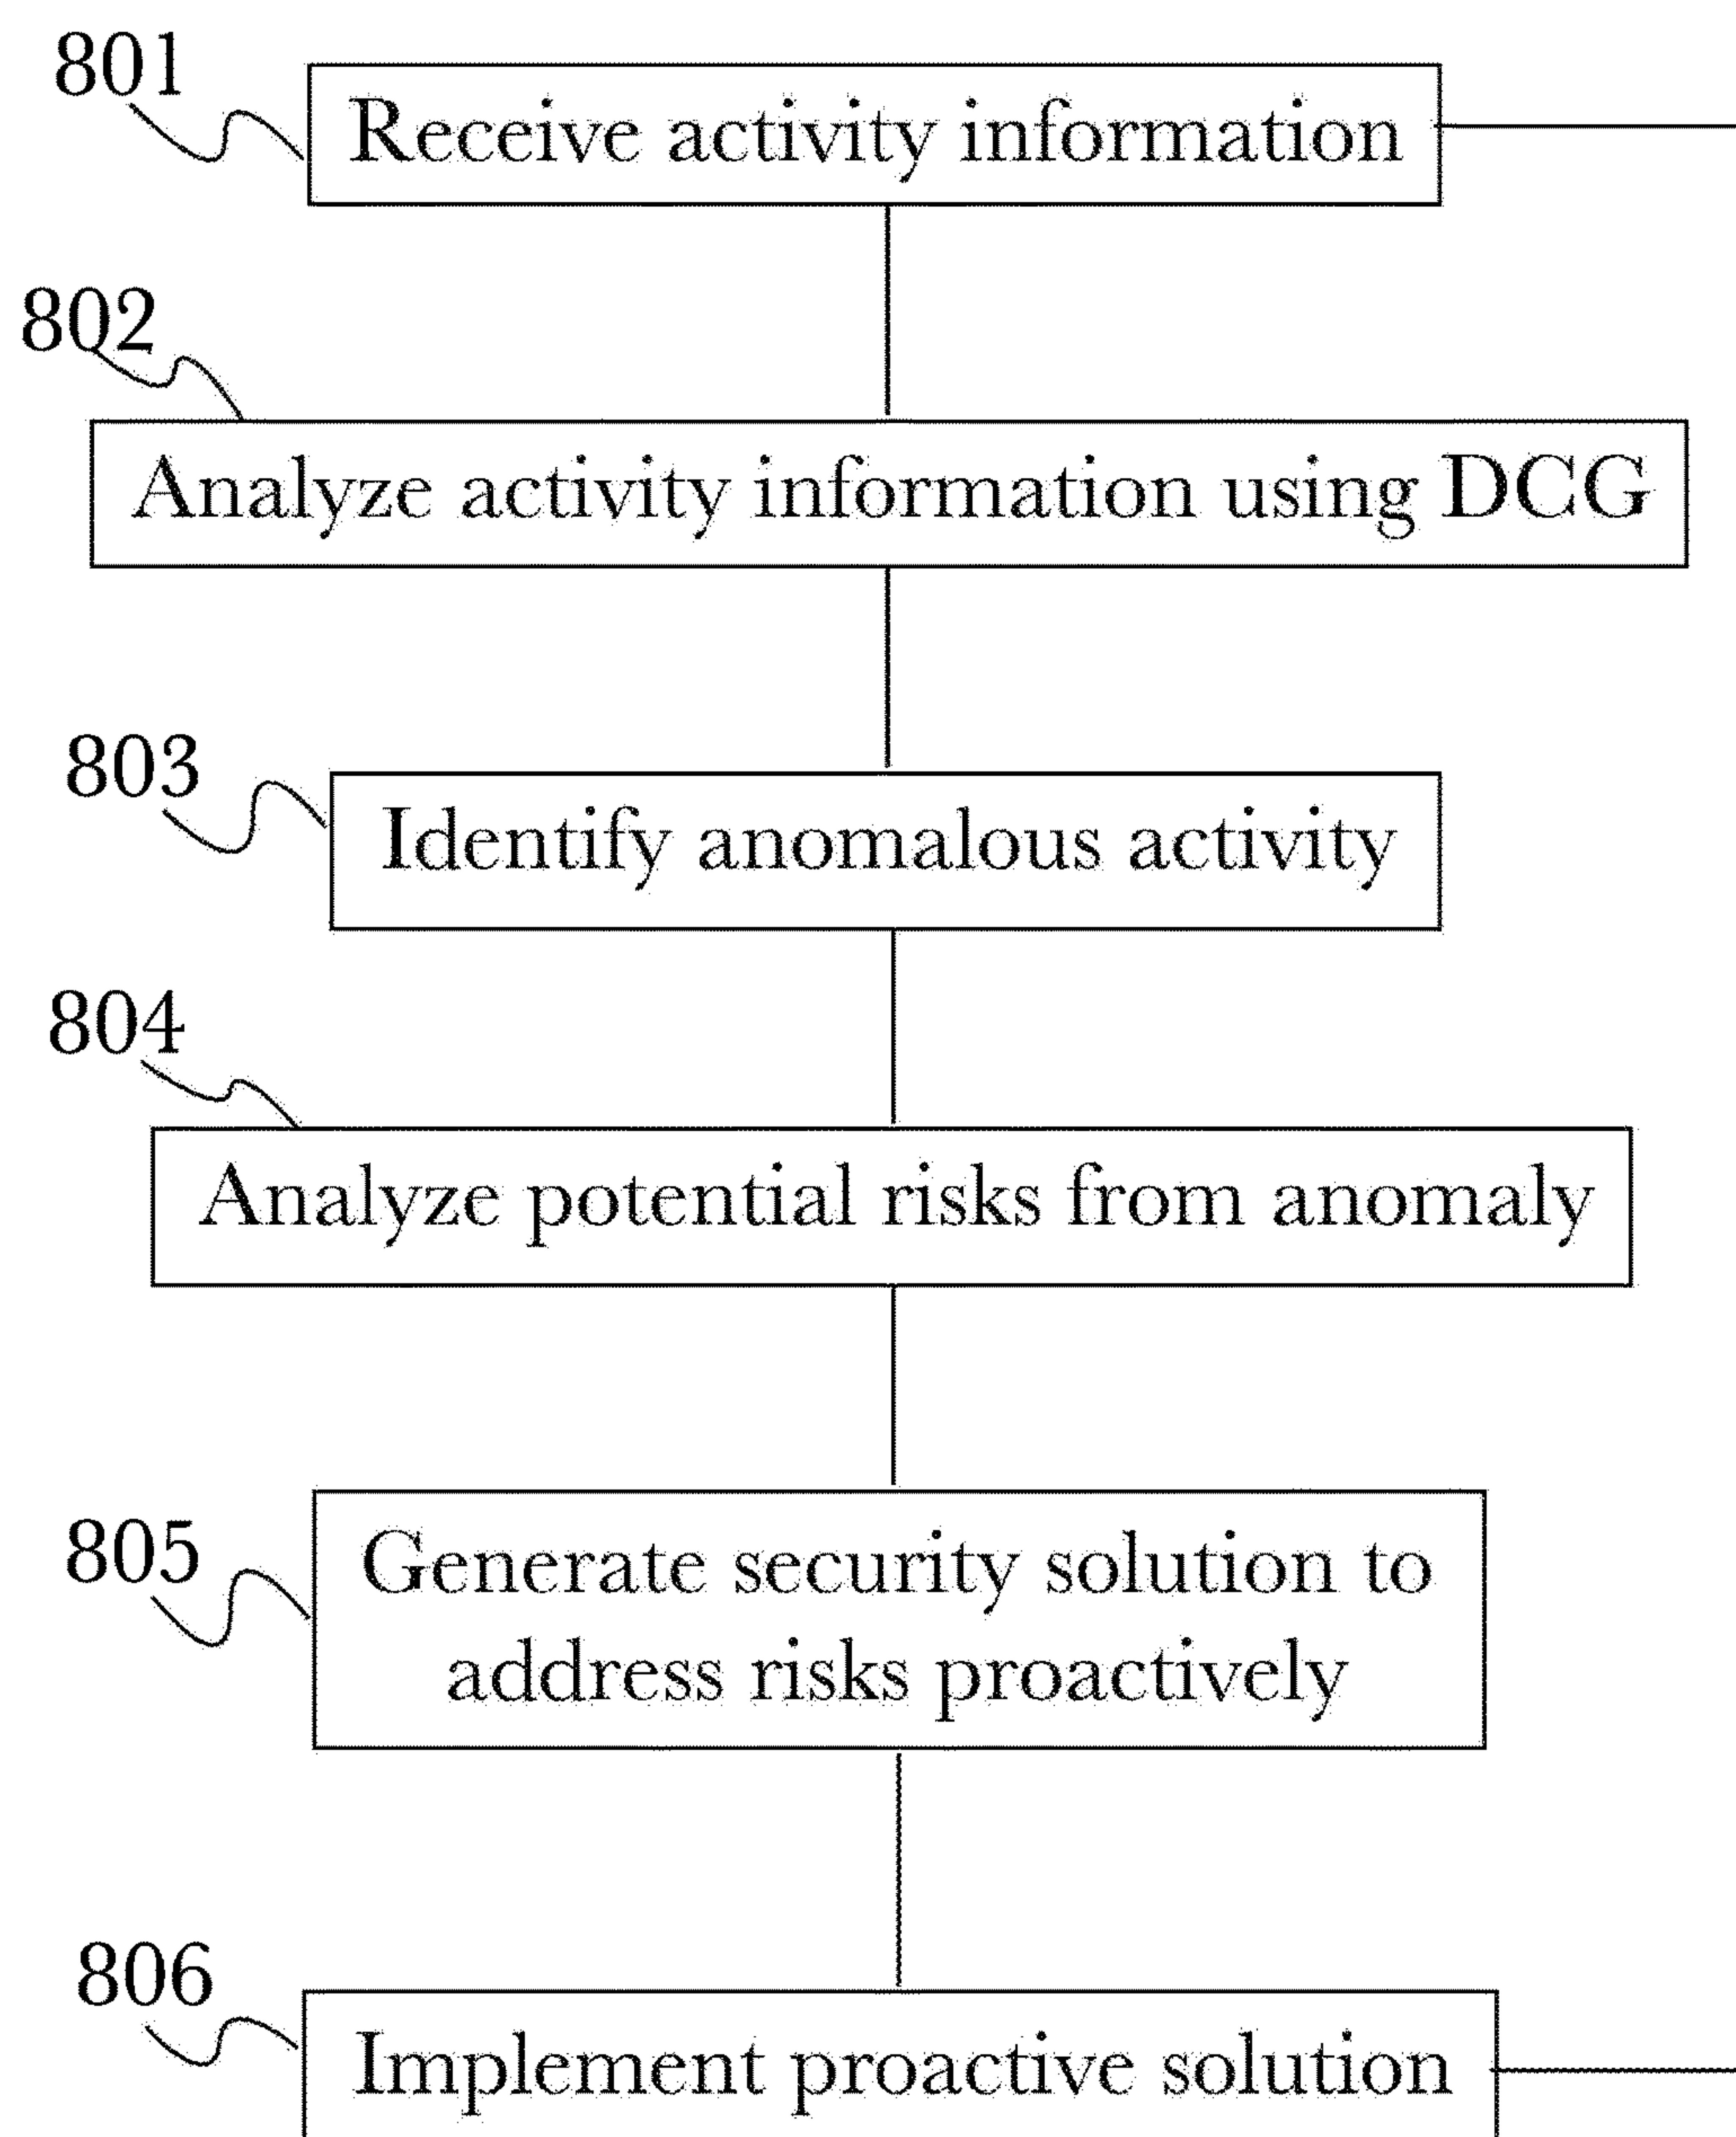 801
Receive activity information
802
Analyze activity information using DCG
803
Identify anomalous activity
804
Analyze potential risks from anomaly
805
Generate security solution to
address risks proactively
806
Implement proactive solution